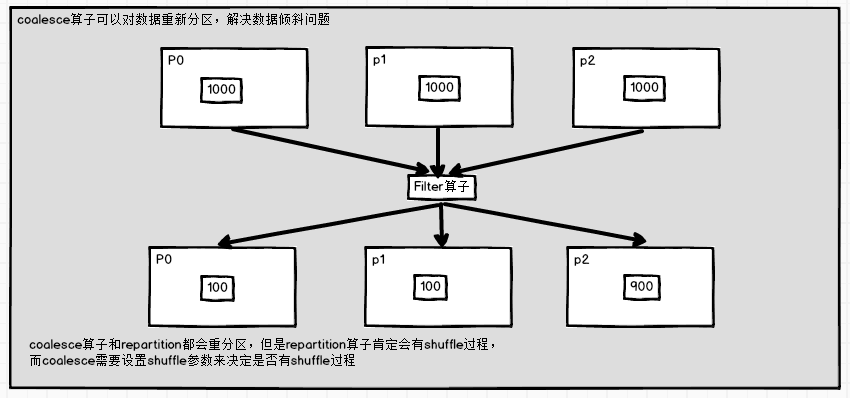 coalesce算子可以对数据重新分区，解决数据倾斜问题
P0
p1
p2
1000
1000
1000
Filter算子
P0
p1
p2
100
100
900
coalesce算子和repartition都会重分区，但是repartition算子肯定会有shuffle过程，
而coalesce需要设置shuffle参数来决定是否有shuffle过程